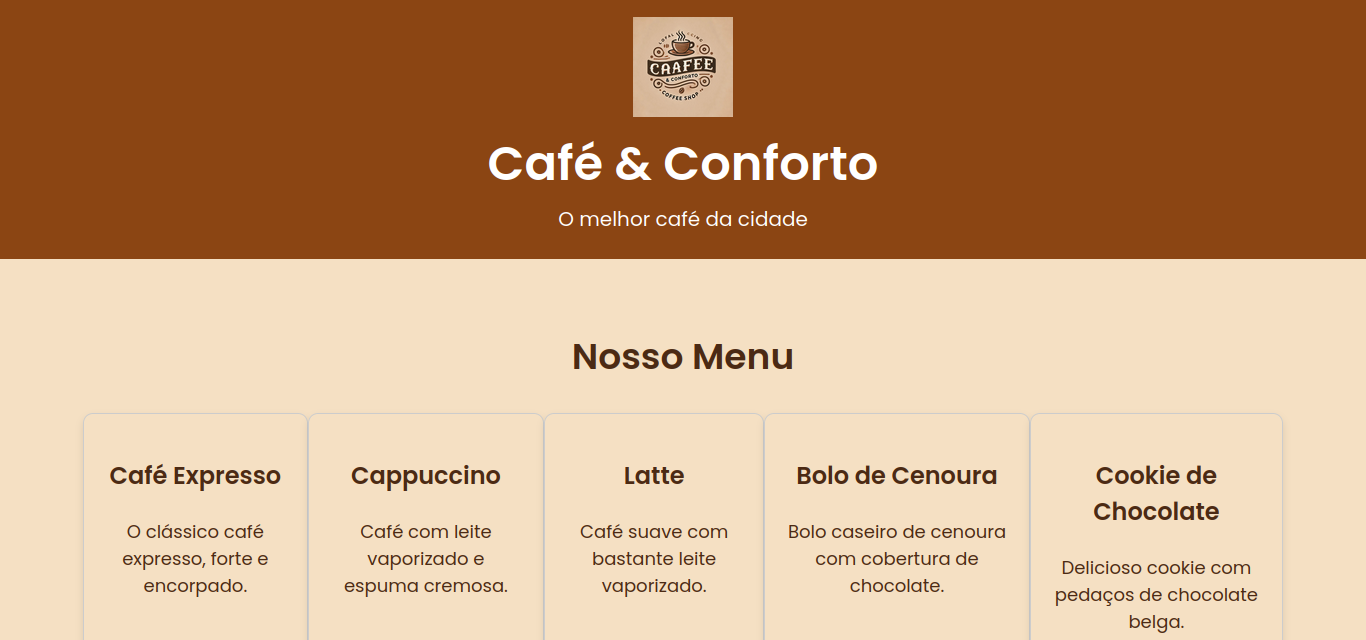 CAAFEE
& CONFORTO
COFFEE SHOP
Café & Conforto
O melhor café da cidade
Nosso Menu
Café Expresso
O clássico café
expresso, forte e
encorpado.
Cappuccino
Café com leite
vaporizado e
espuma cremosa.
Latte
Café suave com
bastante leite
vaporizado.
Bolo de Cenoura
Bolo caseiro de cenoura
com cobertura de
chocolate.
Cookie de
Chocolate
Delicioso cookie com
pedaços de chocolate
belga.